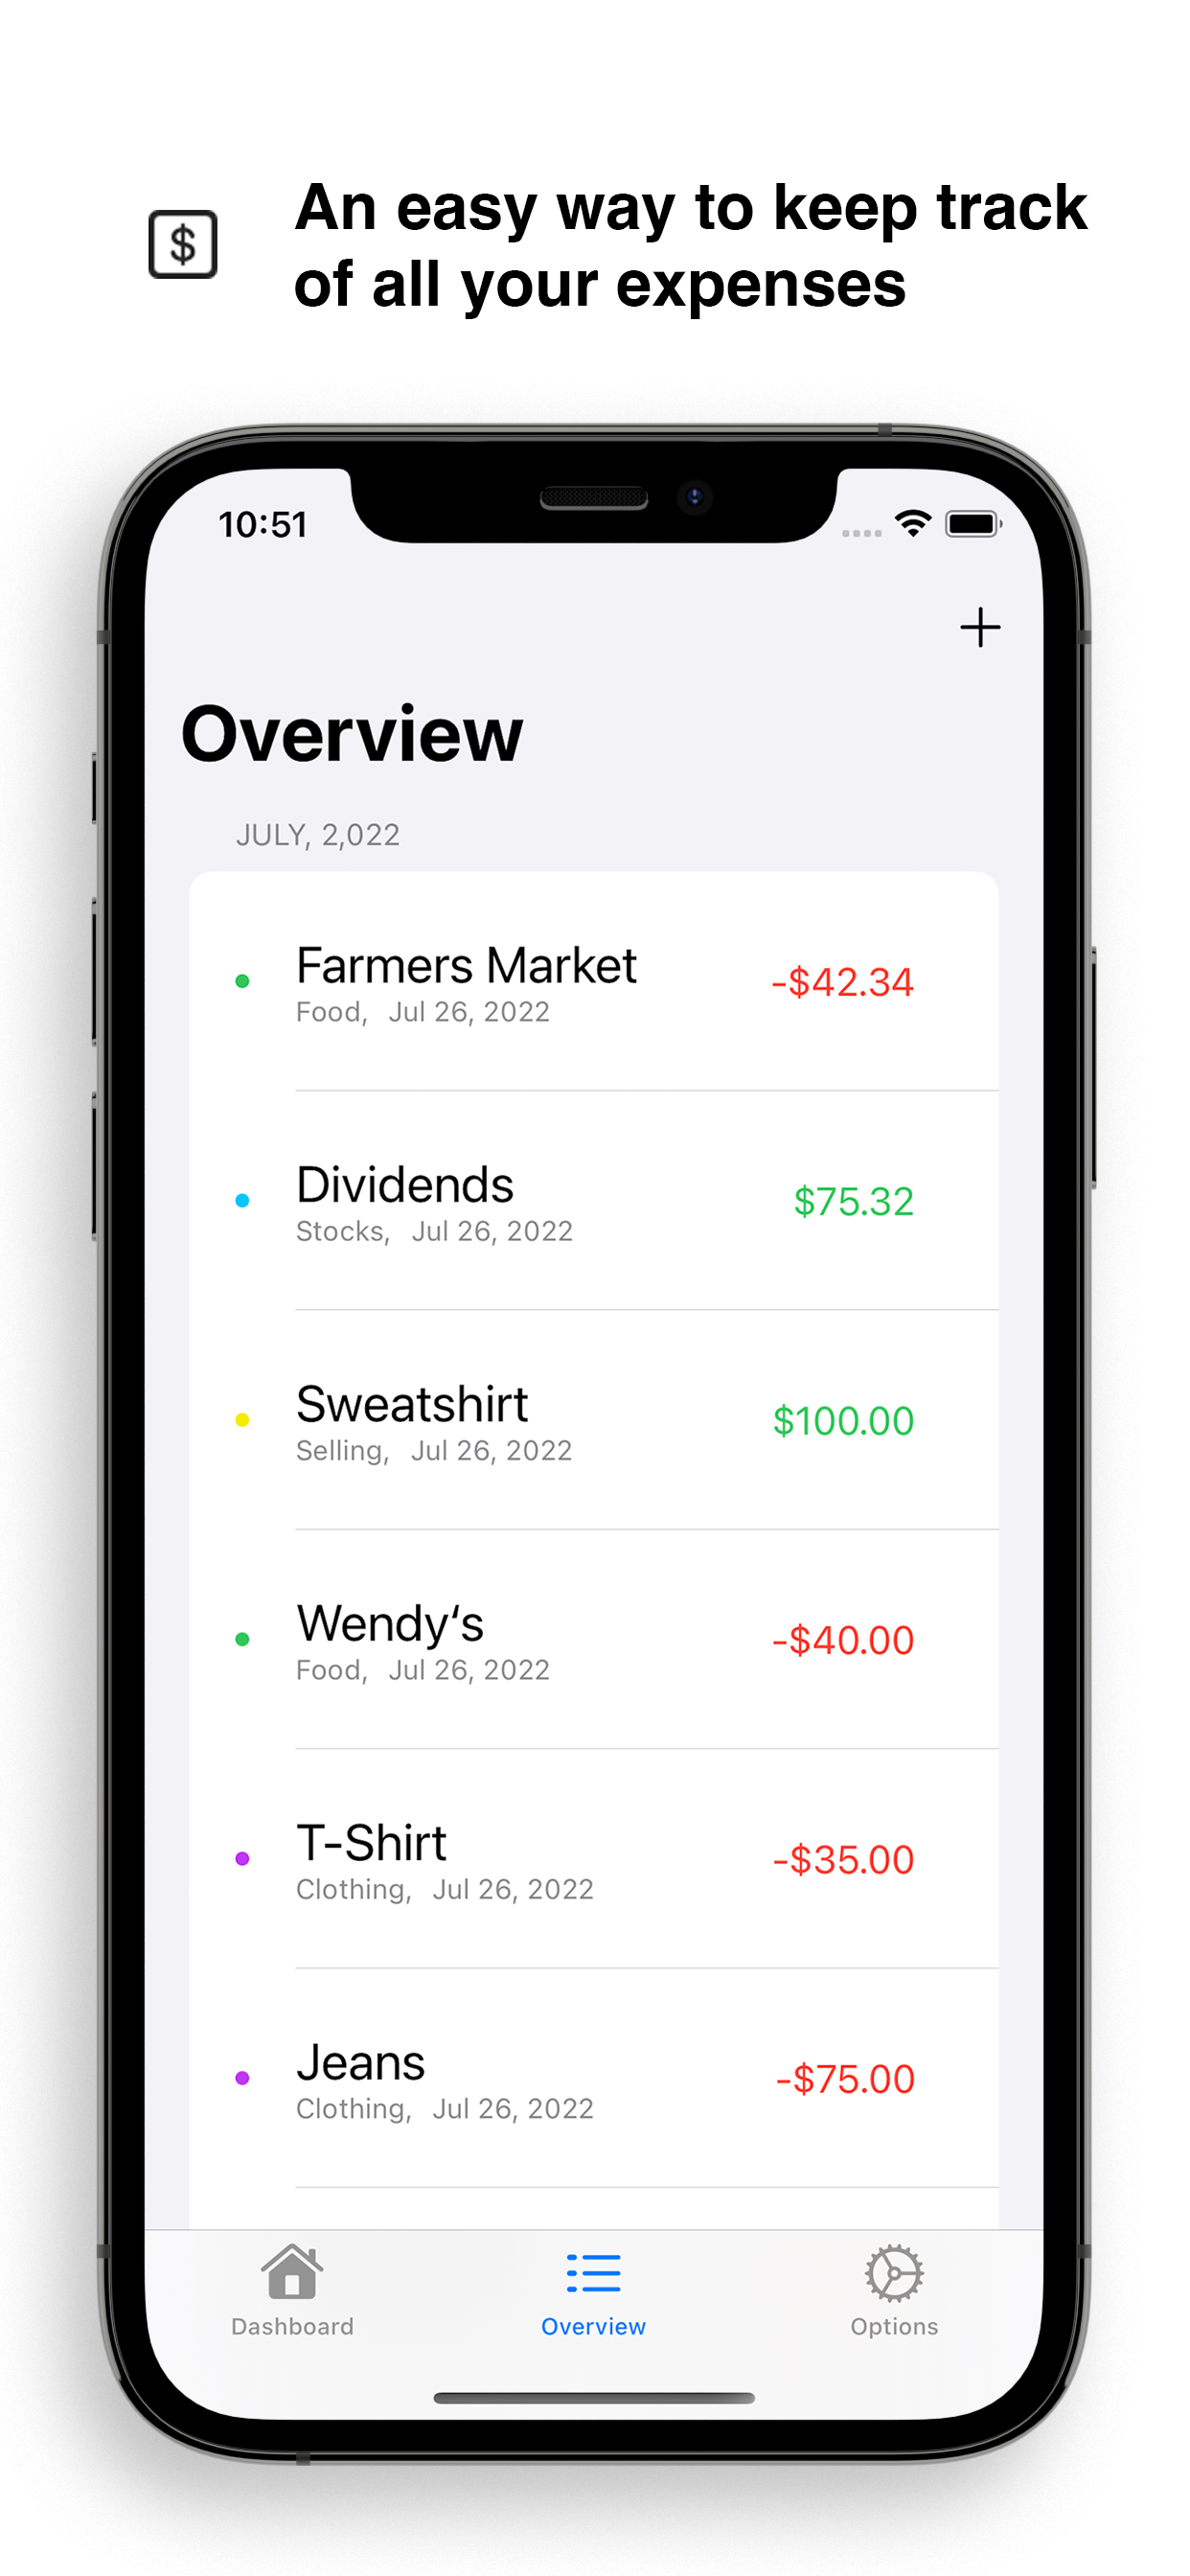 $
An easy way to keep track
of all your expenses
10:51
Overview
JULY, 2,022
Farmers Market
-$42.34
Food, Jul 26, 2022
Dividends
$75.32
Stocks, Jul 26, 2022
Sweatshirt
$100.00
Selling, Jul 26, 2022
Wendy‘s
-$40.00
Food, Jul 26, 2022
T-Shirt
-$35.00
Clothing, Jul 26, 2022
Jeans
-$75.00
Clothing, Jul 26, 2022
Dashboard
Overview
Options